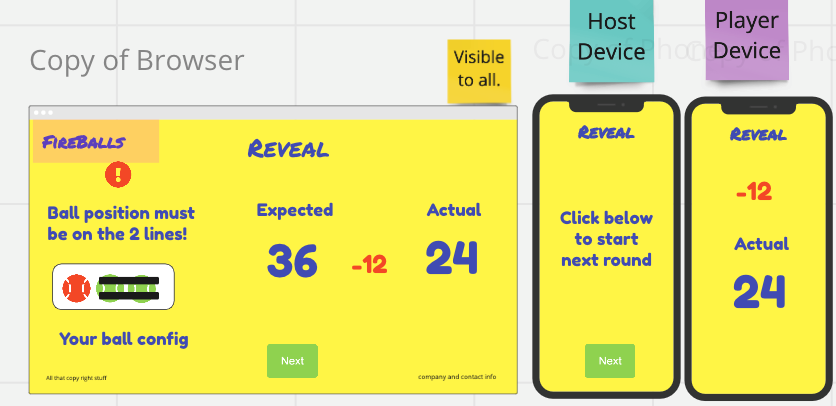 Copy of Browser
Visible
to all.
Host
Device
Player
Device
FireBalls
!
Reveal
Ball position must
be on the 2 lines!
Your ball config
All that copy right stuff
Expected
36
-12
Actual
24
Next
company and contact info
Reveal
Click below
to start
next round
Next
Reveal
-12
Actual
24